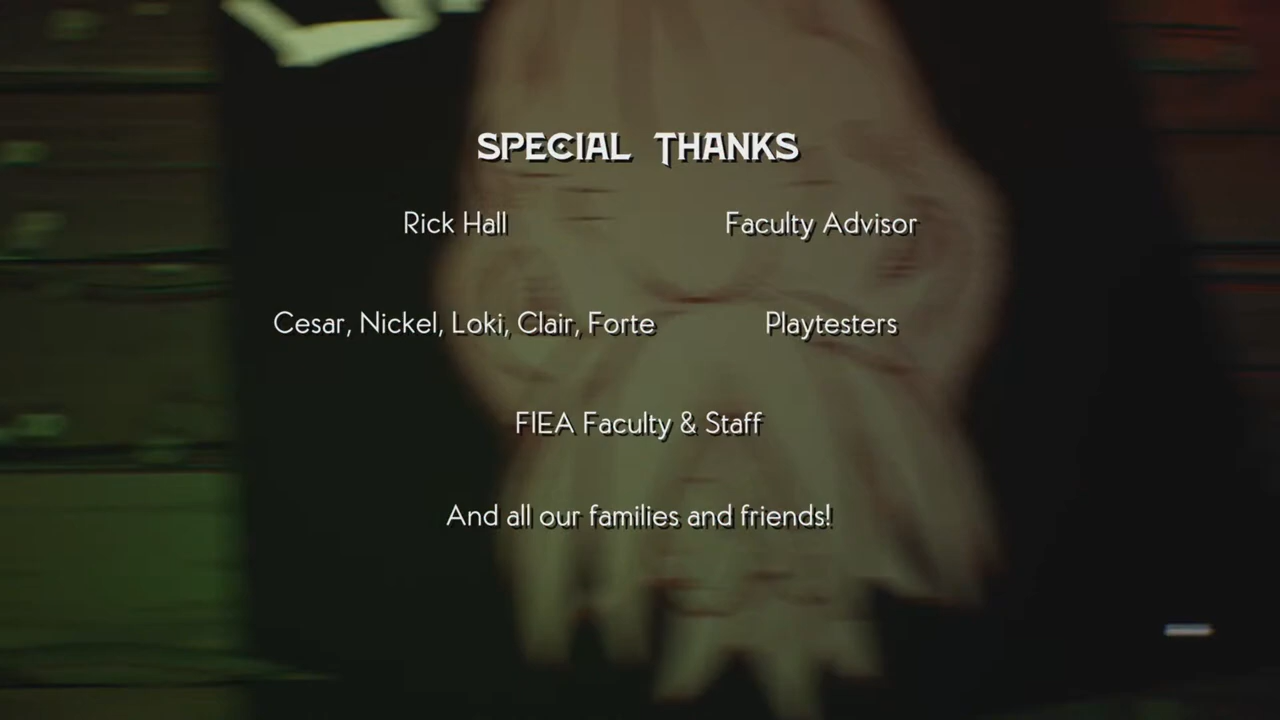 SPECIAL THANKS
Rick Hall Faculty Advisor
Cesar, Nickel, Loki, Clair, Forte Playtesters
FIEA Faculty & Staff
And all our families and friends!